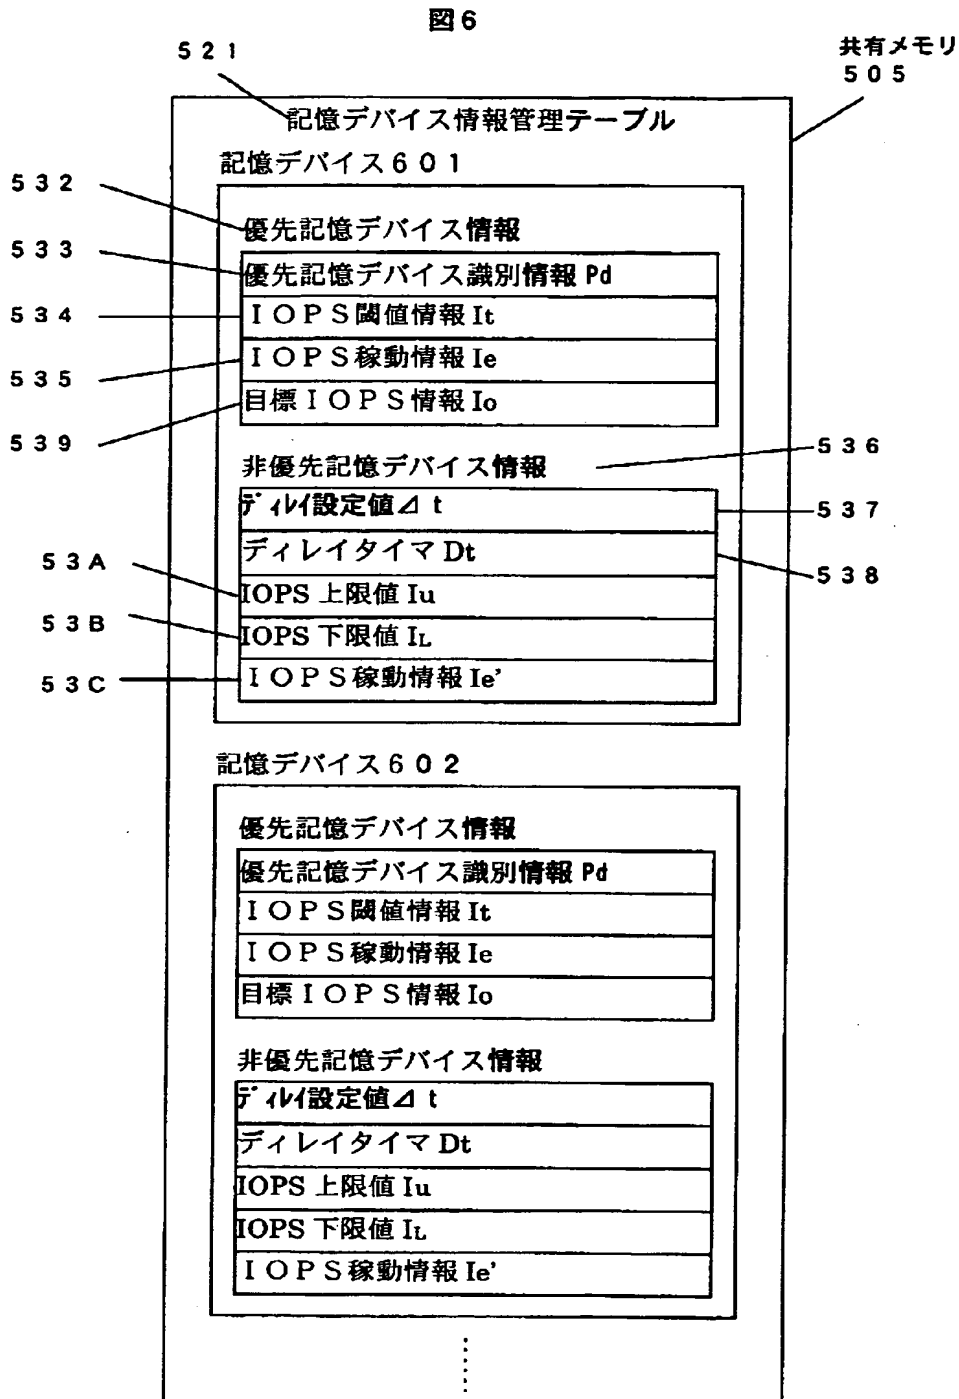 図6
521
共有メモリ
505
記憶デバイス情報管理テーブル
記憶デバイス601
532
優先記憶デバイス情報
533
優先記憶デバイス識別情報 Pd
534
IOPS閾値情報 It
535
IOPS稼動情報 Ie
539
目標IOPS情報 Io
非優先記憶デバイス情報
536
ディレイ設定値⊿t
537
ディレイタイマ Dt
538
53A
IOPS 上限値 Iu
53B
IOPS 下限値 IL
53C
IOPS稼動情報 Ie'
記憶デバイス602
優先記憶デバイス情報
優先記憶デバイス識別情報 Pd
IOPS閾値情報 It
IOPS稼動情報 Ie
目標IOPS情報 Io
非優先記憶デバイス情報
ディレイ設定値⊿t
ディレイタイマ Dt
IOPS 上限値 Iu
IOPS 下限値 IL
IOPS稼動情報 Ie'